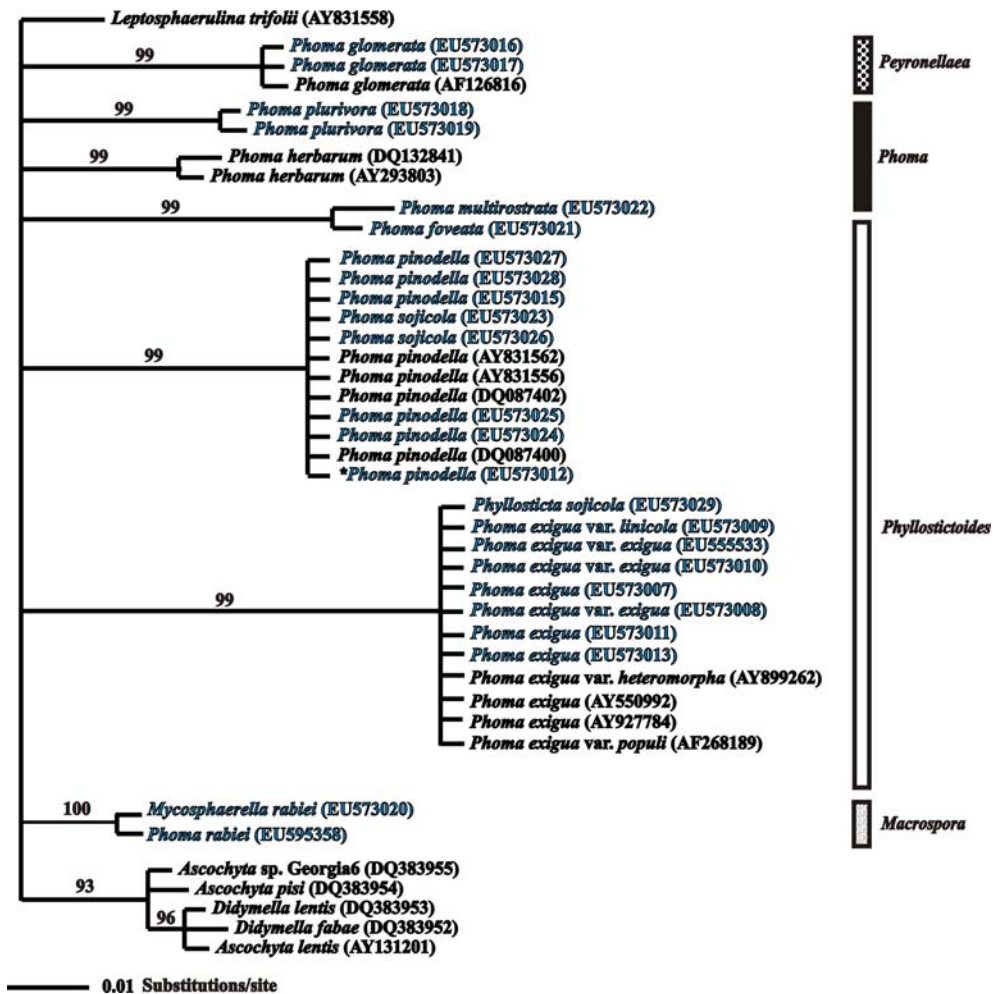 Leptosphaerulina trifolii (AY831558)
99
Phoma glomerata (EU573016)
Phoma glomerata (EU573017)
Phoma glomerata (AF126816)
Peyronellaea
99
Phoma plurivora (EU573018)
Phoma plurivora (EU573019)
99
Phoma herbarum (DQ132841)
Phoma herbarum (AY293803)
Phoma
99
Phoma multirostrata (EU573022)
Phoma foveata (EU573021)
99
Phoma pinodella (EU573027)
Phoma pinodella (EU573028)
Phoma pinodella (EU573015)
Phoma sojicola (EU573023)
Phoma sojicola (EU573026)
Phoma pinodella (AY831562)
Phoma pinodella (AY831556)
Phoma pinodella (DQ087402)
Phoma pinodella (EU573025)
Phoma pinodella (EU573024)
Phoma pinodella (DQ087400)
*Phoma pinodella (EU573012)
99
Phyllosticta sojicola (EU573029)
Phoma exigua var. linicola (EU573009)
Phoma exigua var. exigua (EU555533)
Phoma exigua var. exigua (EU573010)
Phoma exigua (EU573007)
Phoma exigua var. exigua (EU573008)
Phoma exigua (EU573011)
Phoma exigua (EU573013)
Phoma exigua var. heteromorpha (AY899262)
Phoma exigua (AY550992)
Phoma exigua (AY927784)
Phoma exigua var. populi (AF268189)
Phyllostictoides
100
Mycosphaerella rabiei (EU573020)
Phoma rabiei (EU595358)
Macrospora
93
Ascochyta sp. Georgia6 (DQ383955)
Ascochyta pisi (DQ383954)
96
Didymella lentis (DQ383953)
Didymella fabae (DQ383952)
Ascochyta lentis (AY131201)
0.01 Substitutions/site